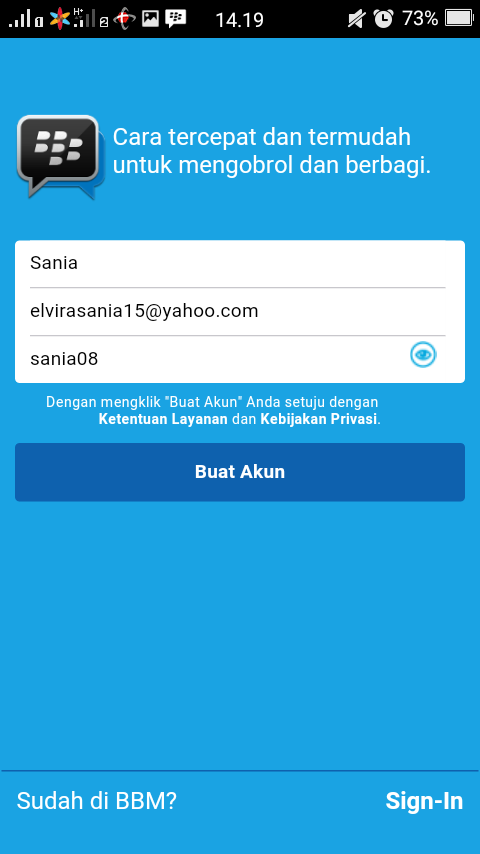 14.19
73%
Cara tercepat dan termudah
untuk mengobrol dan berbagi.
Sania
elvirasania15@yahoo.com
sania08
Dengan mengklik "Buat Akun" Anda setuju dengan
Ketentuan Layanan dan Kebijakan Privasi.
Buat Akun
Sudah di BBM?
Sign-In